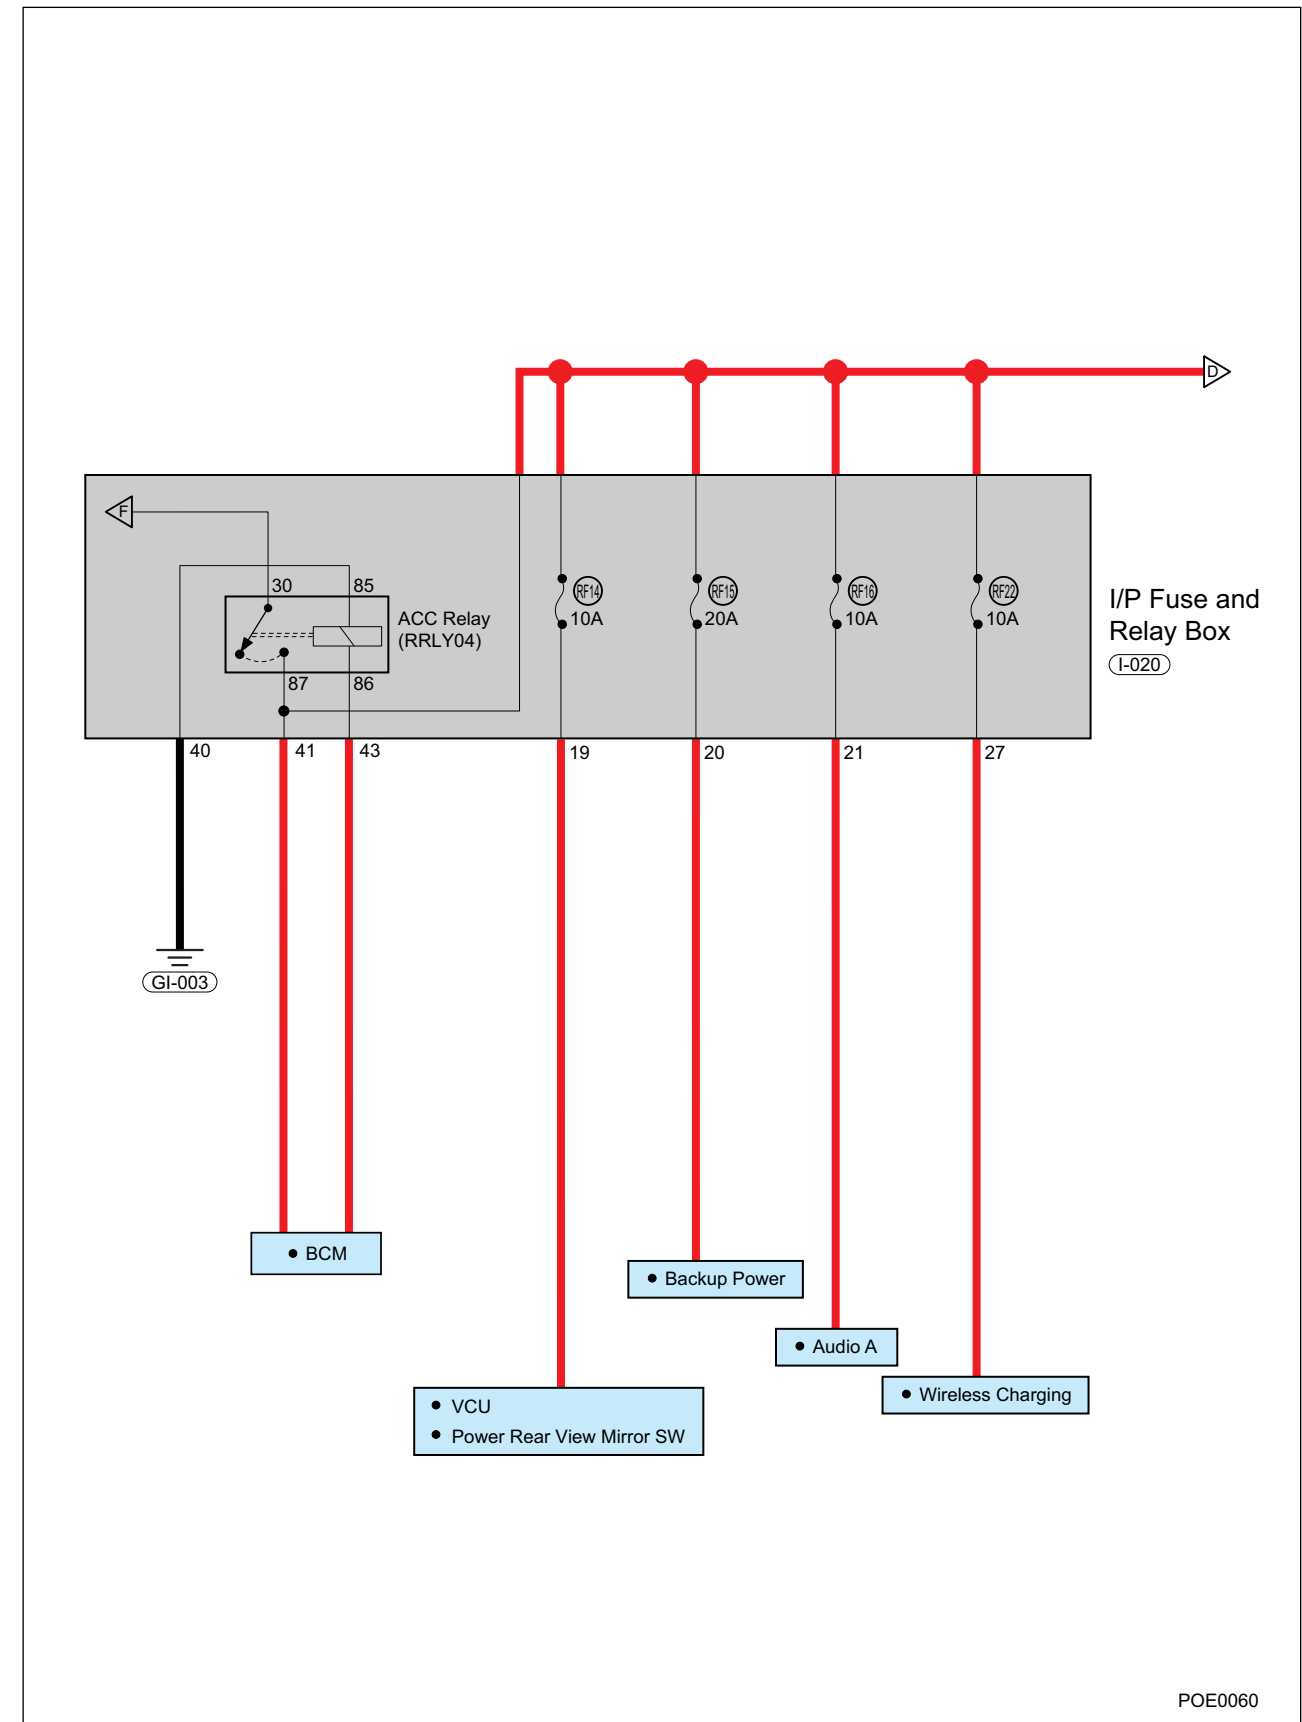 D
F
30
85
ACC Relay
(RRLY04)
87
86
RF14
10A
RF15
20A
RF16
10A
RF22
10A
I/P Fuse and
Relay Box
I-020
40
41
43
19
20
21
27
GI-003
• BCM
• Backup Power
• Audio A
• Wireless Charging
• VCU
• Power Rear View Mirror SW
POE0060